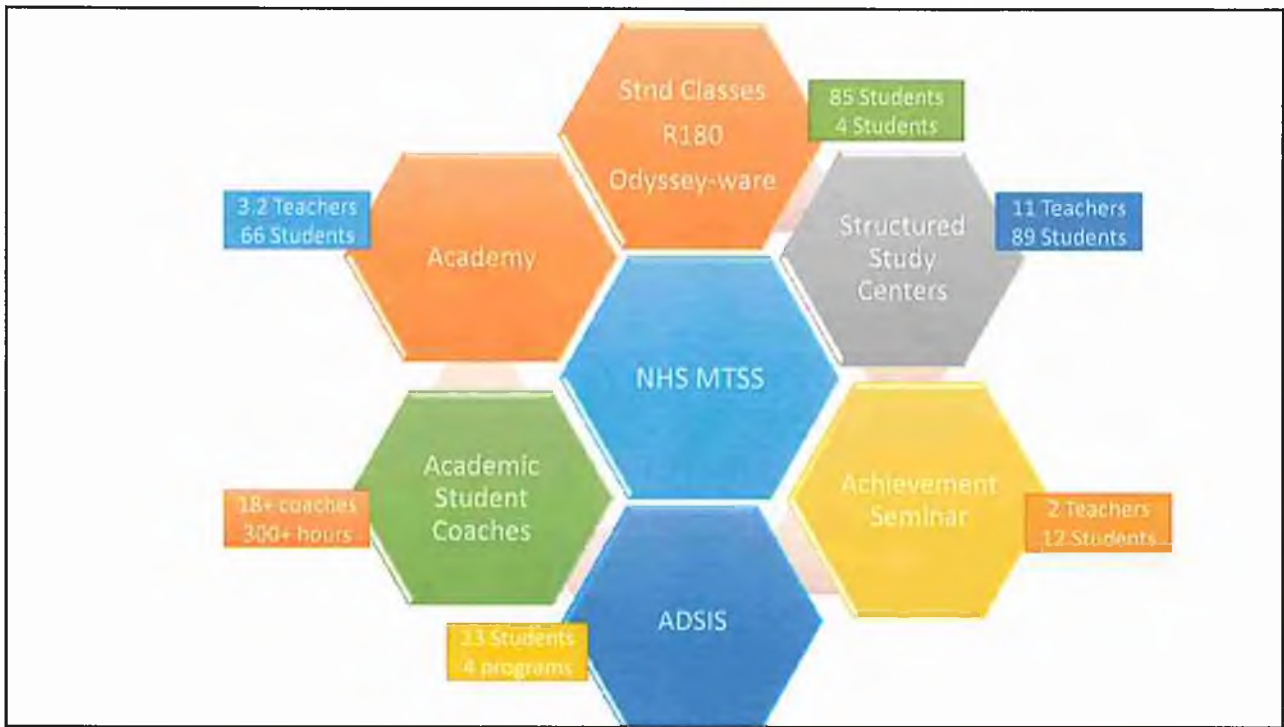 Stnd Classes
R180
Odyssey-ware
85 Students
4 Students
3.2 Teachers
66 Students
Academy
Structured
Study
Centers
11 Teachers
89 Students
NHS MTSS
Academic
Student
Coaches
18+ coaches
300+ hours
Achievement
Seminar
2 Teachers
12 Students
ADSIS
Students
4 programs